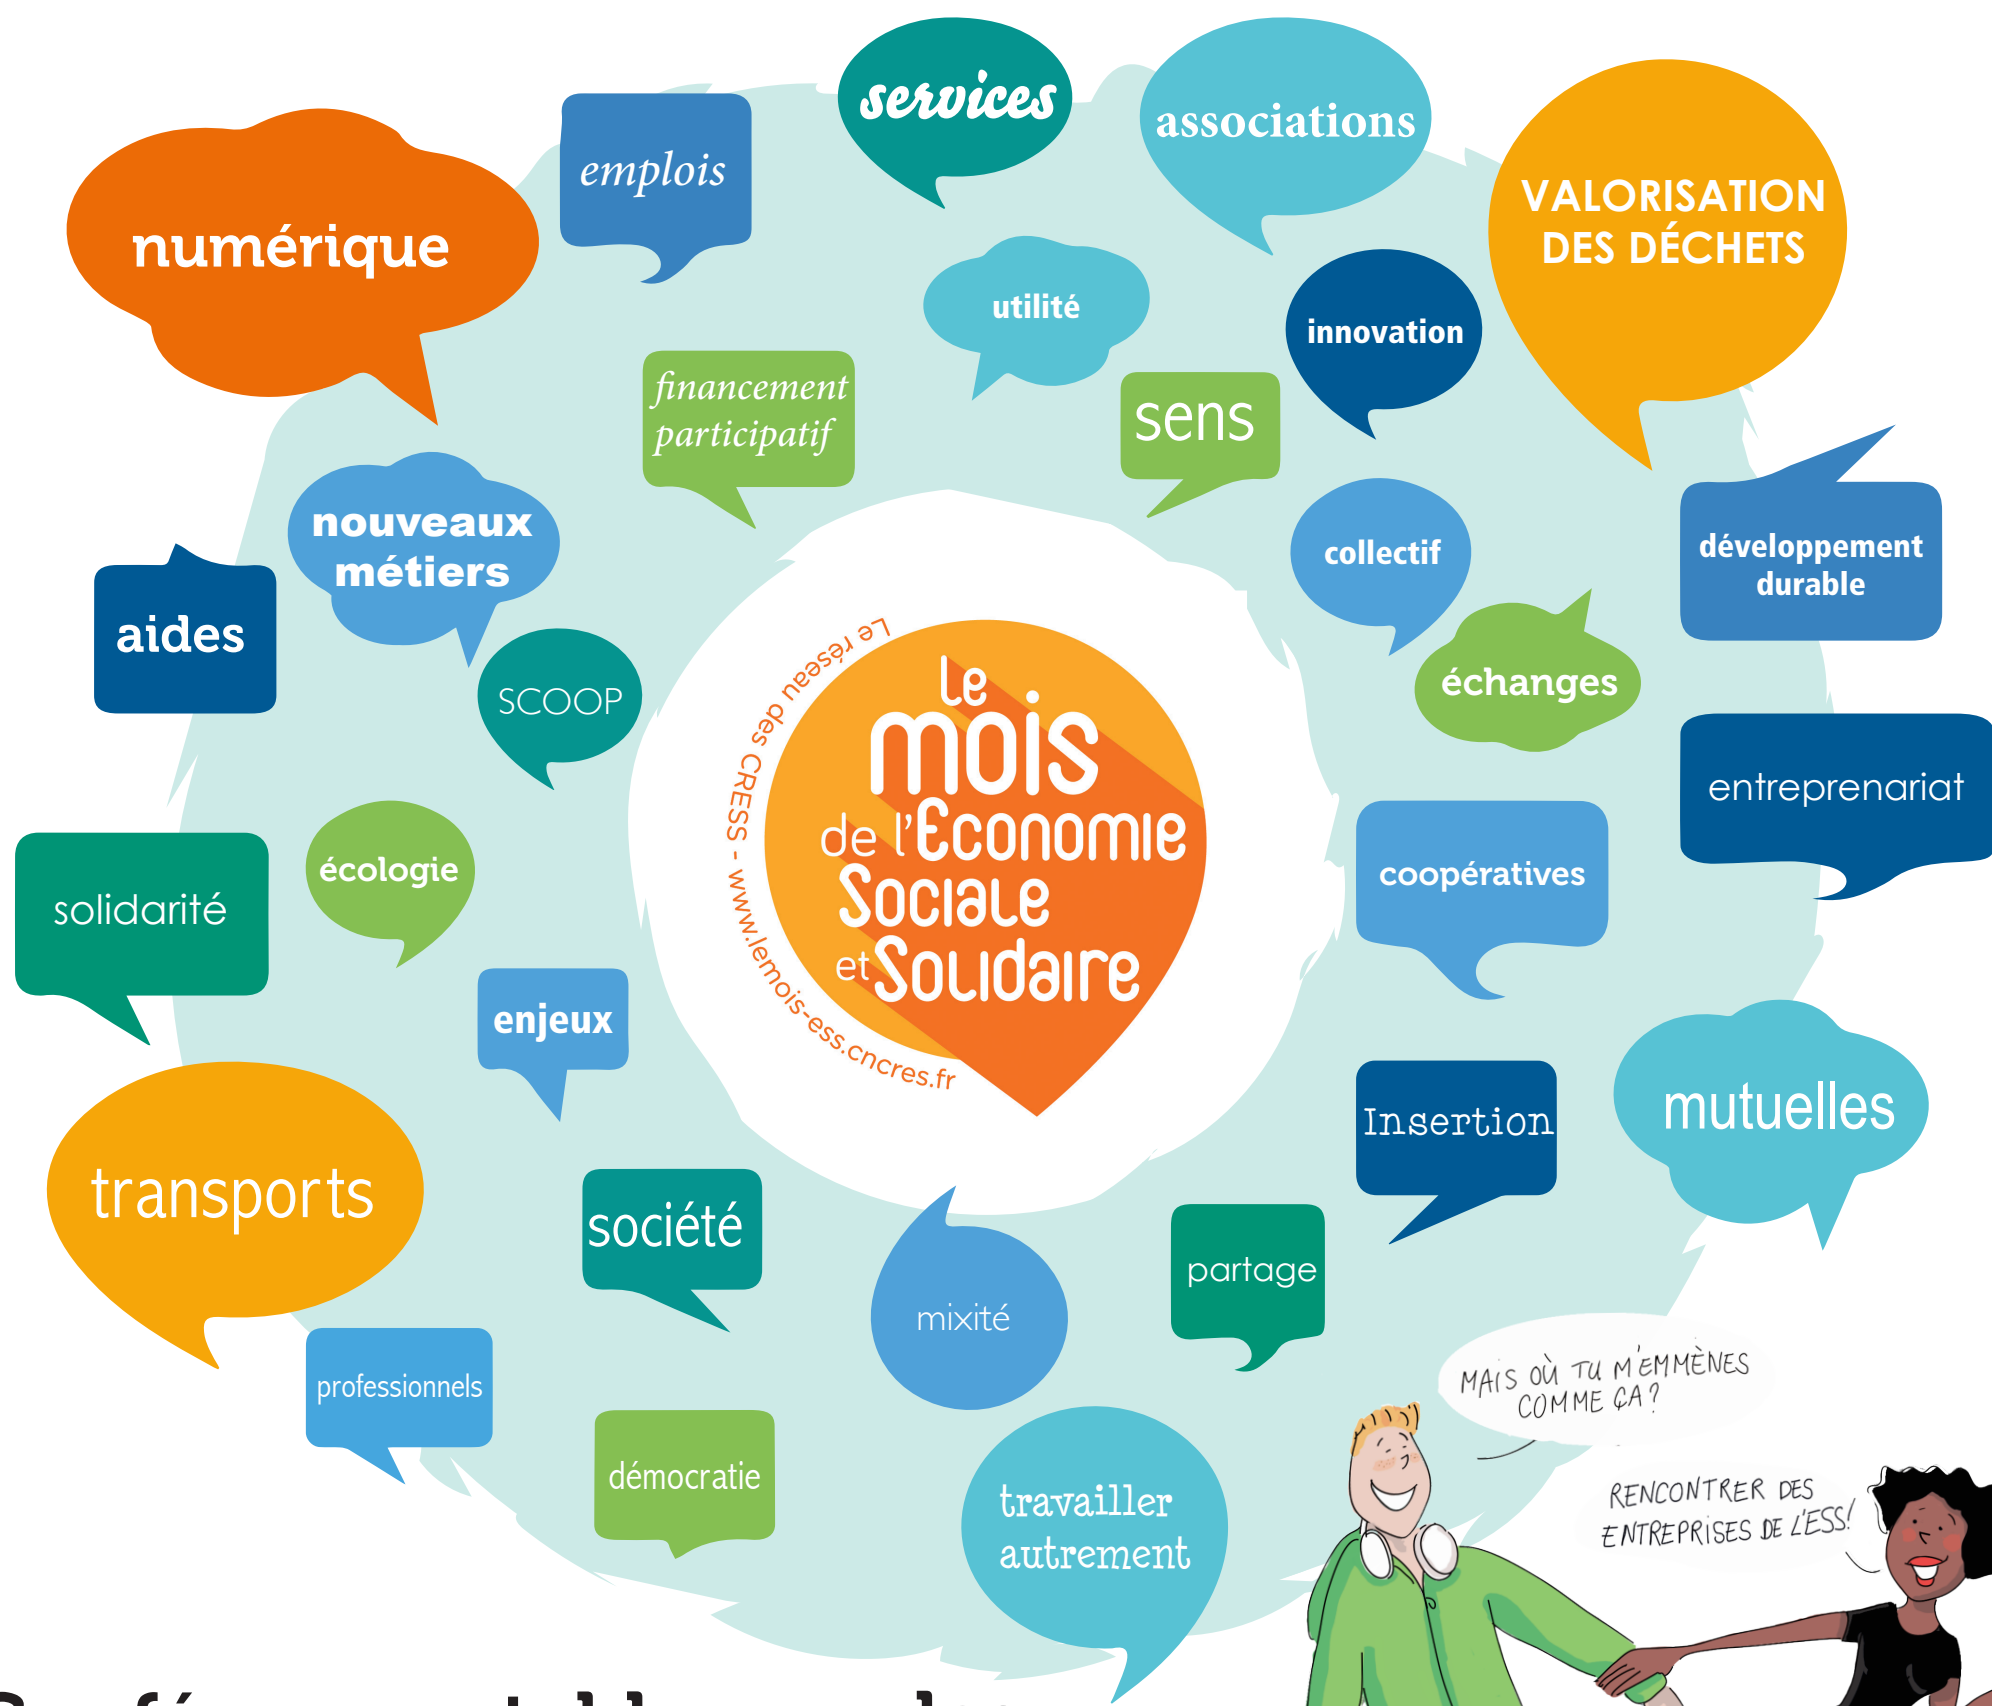 services
associations
emplois
numérique
VALORISATION
DES DÉCHETS
utilité
innovation
financement
participatif
sens
nouveaux
métiers
collectif
développement
durable
aides
SCOOP
échanges
entreprenariat
Le réseau des CRESS - www.lemois-ess.cncres.fr
Le
mois
de l'Economie
Sociale
et Solidaire
solidarité
écologie
coopératives
enjeux
mutuelles
Insertion
transports
société
partage
mixité
professionnels
démocratie
travailler
autrement
MAIS OÙ TU M'EMMÈNES
COMME ÇA?
RENCONTRER DES
ENTREPRISES DE L'ESS!